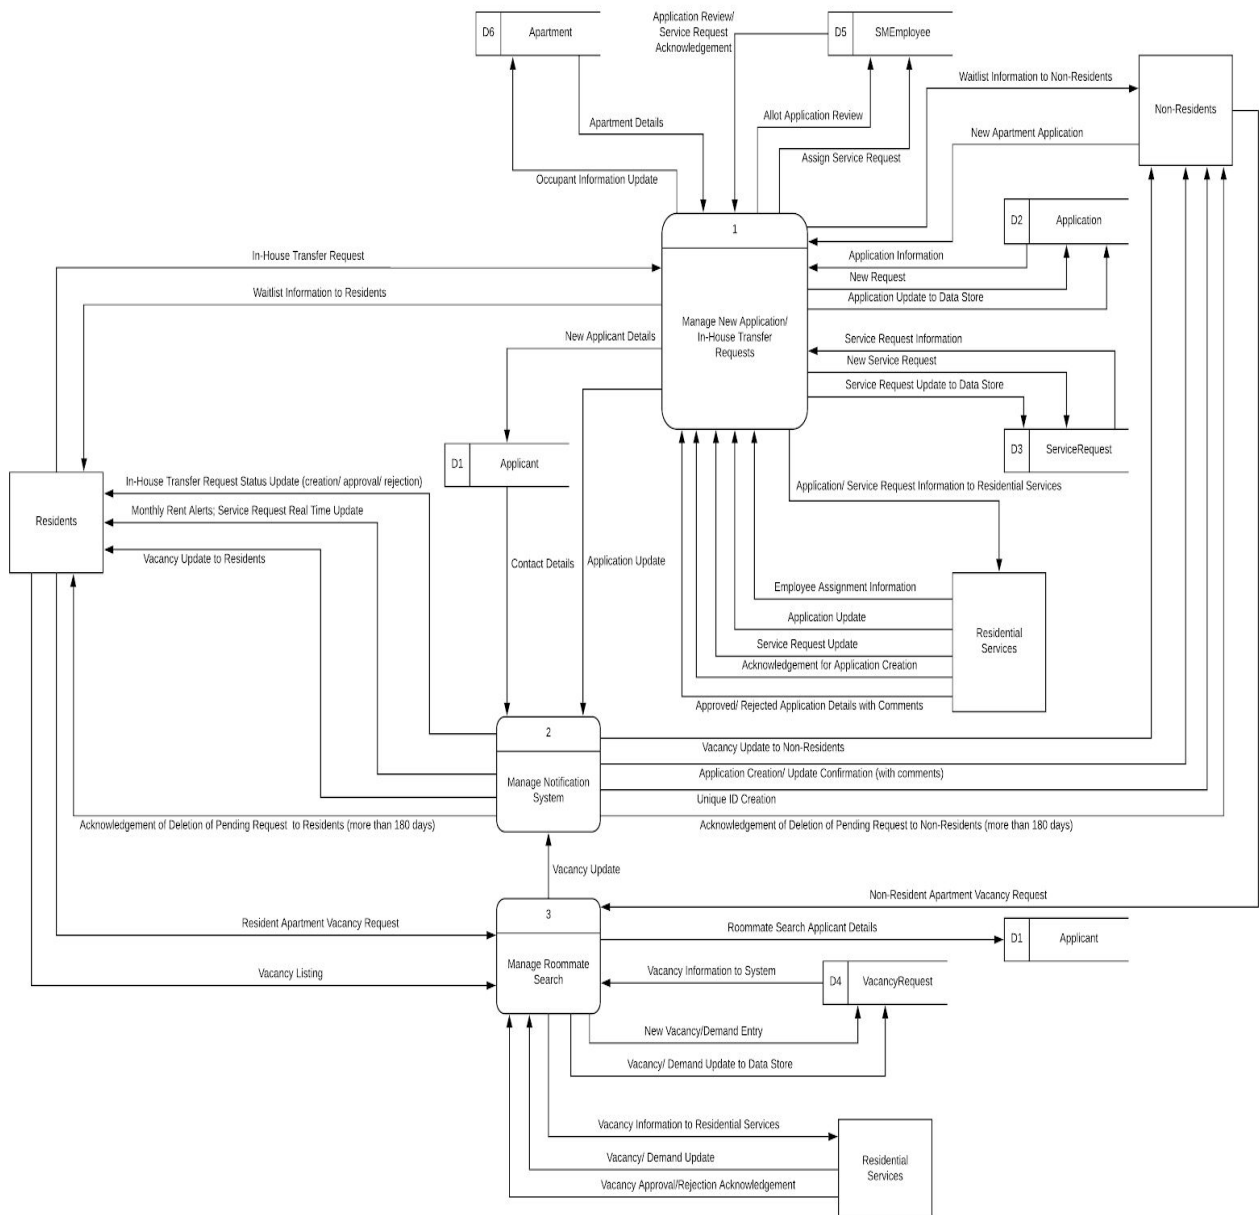 D6
Apartment
Application Review/
Service Request
Acknowledgement
D5
SMEmployee
Waitlist Information to Non-Residents
Non-Residents
Apartment Details
Allot Application Review
New Apartment Application
Assign Service Request
Occupant Information Update
D2
Application
1
In-House Transfer Request
Application Information
New Request
Waitlist Information to Residents
Application Update to Data Store
Manage New Application/
In-House Transfer
Requests
New Applicant Details
Service Request Information
New Service Request
Service Request Update to Data Store
D3
ServiceRequest
D1
Applicant
In-House Transfer Request Status Update (creation/ approval/ rejection)
Application/ Service Request Information to Residential Services
Monthly Rent Alerts; Service Request Real Time Update
Residents
Vacancy Update to Residents
Contact Details
Application Update
Employee Assignment Information
Application Update
Residential
Services
Service Request Update
Acknowledgement for Application Creation
Approved/ Rejected Application Details with Comments
2
Vacancy Update to Non-Residents
Manage Notification
System
Application Creation/ Update Confirmation (with comments)
Unique ID Creation
Acknowledgement of Deletion of Pending Request  to Residents (more than 180 days)
Acknowledgement of Deletion of Pending Request to Non-Residents (more than 180 days)
Vacancy Update
Non-Resident Apartment Vacancy Request
3
Resident Apartment Vacancy Request
Roommate Search Applicant Details
D1
Applicant
Manage Roommate
Search
Vacancy Listing
Vacancy Information to System
D4
VacancyRequest
New Vacancy/Demand Entry
Vacancy/ Demand Update to Data Store
Vacancy Information to Residential Services
Vacancy/ Demand Update
Residential
Services
Vacancy Approval/Rejection Acknowledgement